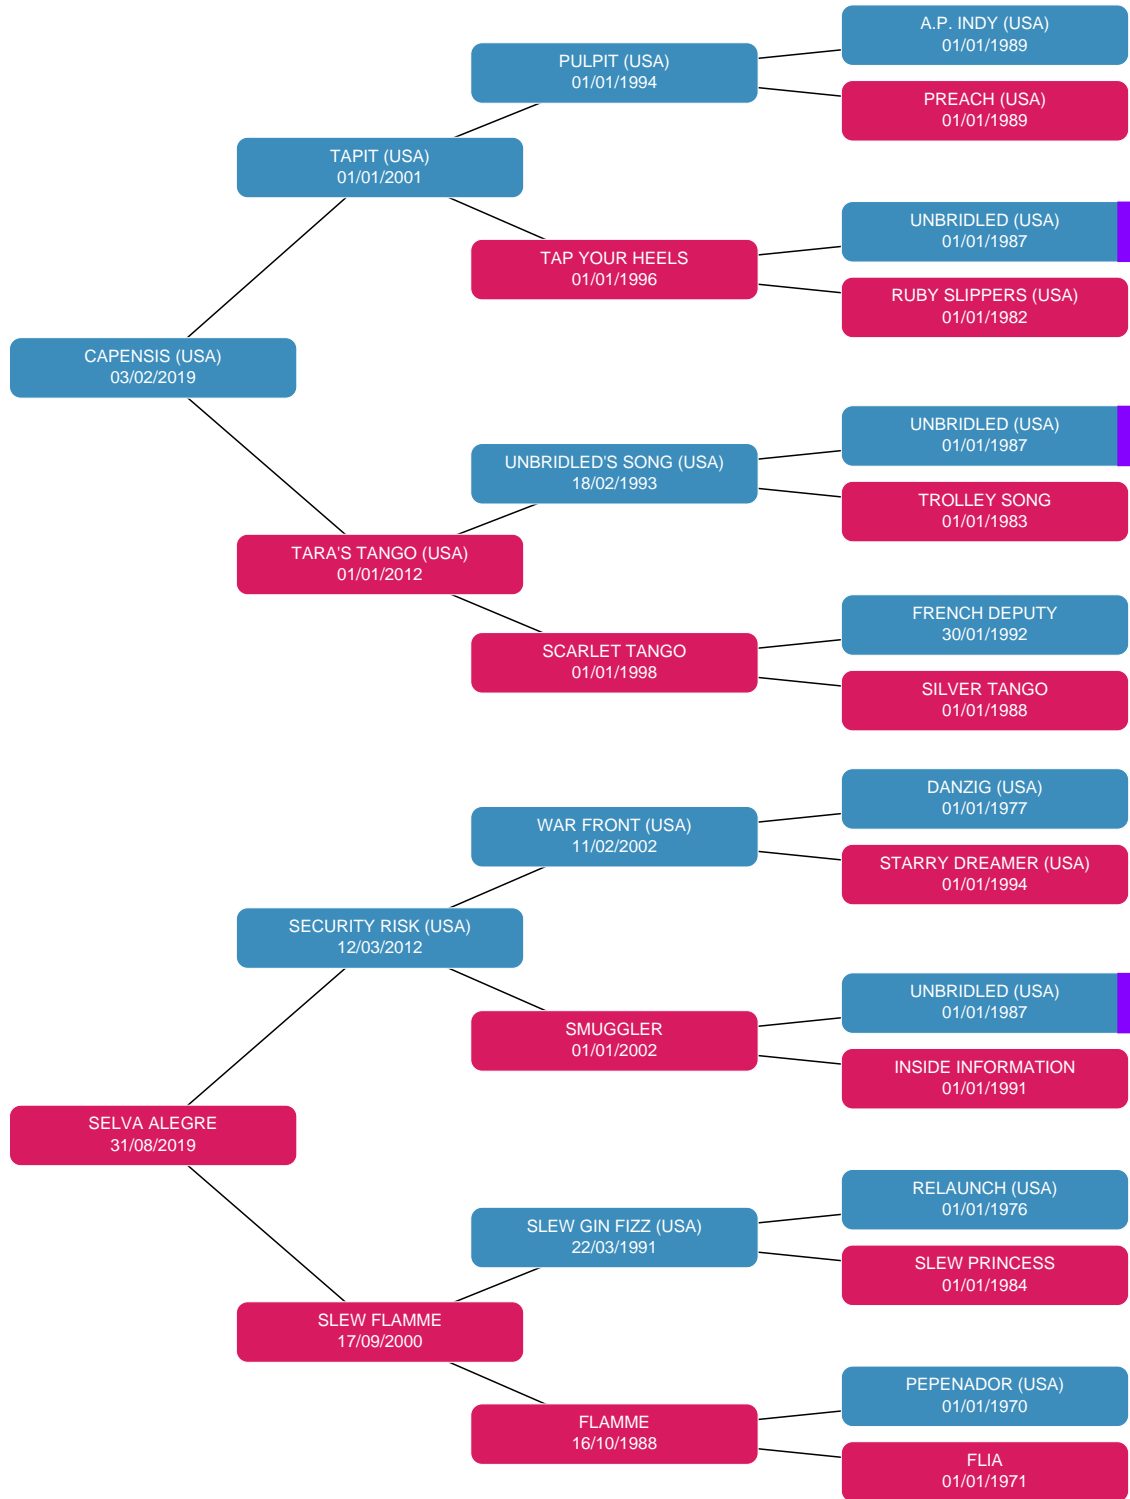 A.P. INDY (USA)
01/01/1989
PULPIT (USA)
01/01/1994
PREACH (USA)
01/01/1989
TAPIT (USA)
01/01/2001
UNBRIDLED (USA)
01/01/1987
TAP YOUR HEELS
01/01/1996
RUBY SLIPPERS (USA)
01/01/1982
CAPENSIS (USA)
03/02/2019
UNBRIDLED (USA)
01/01/1987
UNBRIDLED'S SONG (USA)
18/02/1993
TROLLEY SONG
01/01/1983
TARA'S TANGO (USA)
01/01/2012
FRENCH DEPUTY
30/01/1992
SCARLET TANGO
01/01/1998
SILVER TANGO
01/01/1988
DANZIG (USA)
01/01/1977
WAR FRONT (USA)
11/02/2002
STARRY DREAMER (USA)
01/01/1994
SECURITY RISK (USA)
12/03/2012
UNBRIDLED (USA)
01/01/1987
SMUGGLER
01/01/2002
INSIDE INFORMATION
01/01/1991
SELVA ALEGRE
31/08/2019
RELAUNCH (USA)
01/01/1976
SLEW GIN FIZZ (USA)
22/03/1991
SLEW PRINCESS
01/01/1984
SLEW FLAMME
17/09/2000
PEPENADOR (USA)
01/01/1970
FLAMME
16/10/1988
FLIA
01/01/1971